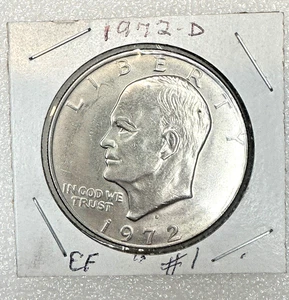 1972-D
LIBERTY
IN GOD WE
TRUST
1972
EF #1